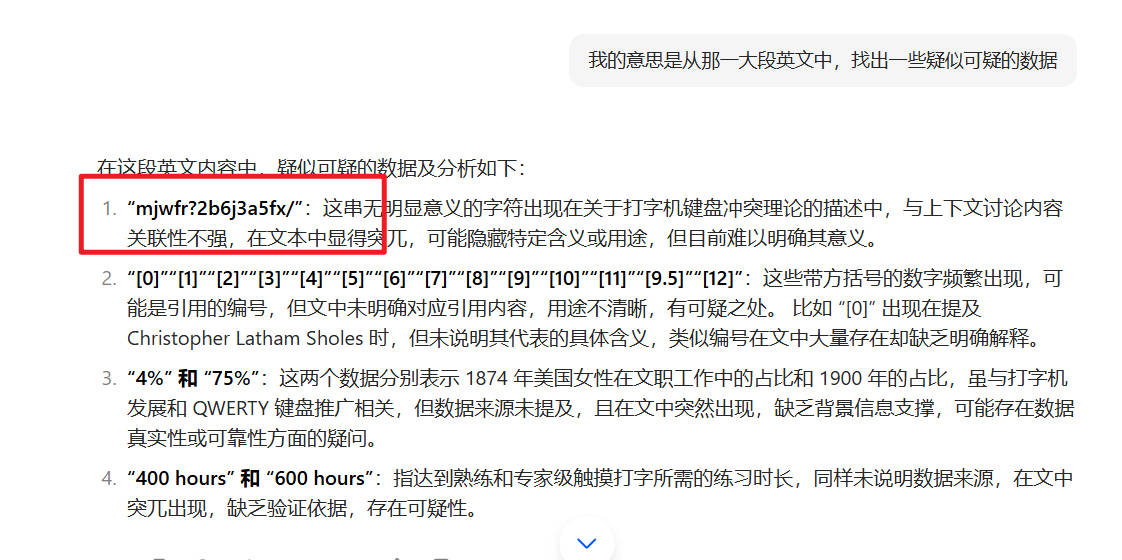 我的意思是从那一大段英文中，找出一些疑似可疑的数据
在这段英文内容中，疑似可疑的数据及分析如下：
1. “mjwfr?2b6j3a5fx/”：这串无明显意义的字符出现在关于打字机键盘冲突理论的描述中，与上下文讨论内容
关联性不强，在文本中显得突兀，可能隐藏特定含义或用途，但目前难以明确其意义。
2. “[0]”“[1]”“[2]”“[3]”“[4]”“[5]”“[6]”“[7]”“[8]”“[9]”“[10]”“[11]”“[9.5]”“[12]”：这些带方括号的数字频繁出现，可
能是引用的编号，但文中未明确对应引用内容，用途不清晰，有可疑之处。 比如 “[0]” 出现在提及
Christopher Latham Sholes 时，但未说明其代表的具体含义，类似编号在文中大量存在却缺乏明确解释。
3. “4%” 和 “75%”：这两个数据分别表示 1874 年美国女性在文职工作中的占比和 1900 年的占比，虽与打字机
发展和 QWERTY 键盘推广相关，但数据来源未提及，且在文中突然出现，缺乏背景信息支撑，可能存在数据
真实性或可靠性方面的疑问。
4. “400 hours” 和 “600 hours”：指达到熟练和专家级触摸打字所需的练习时长，同样未说明数据来源，在文中
突兀出现，缺乏验证依据，存在可疑性。